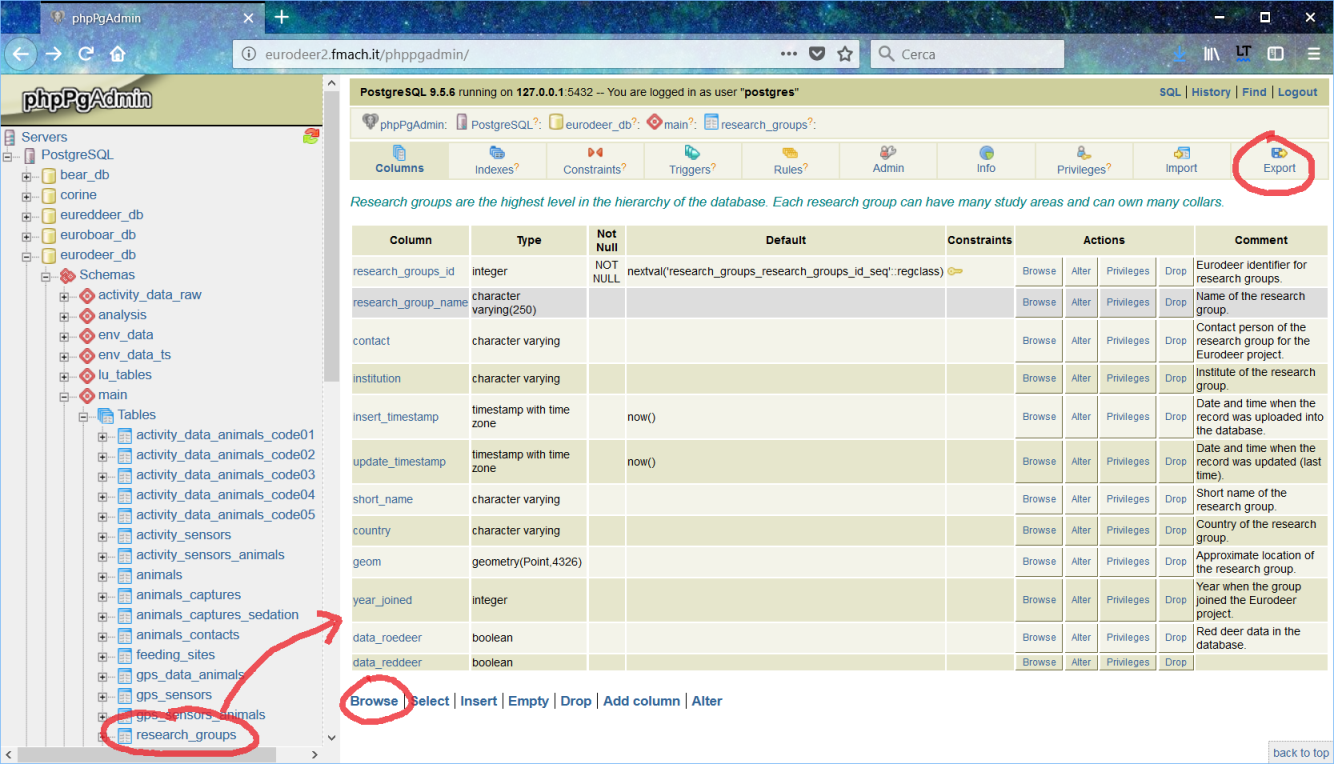 phpPgAdmin
eurodeer2.fmach.it/phppgadmin/
Cerca
LT
phpPgAdmin
Servers
PostgreSQL
bear_db
corine
eureddeer_db
euroboar_db
eurodeer_db
Schemas
activity_data_raw
analysis
env_data
env_data_ts
lu_tables
main
Tables
activity_data_animals_code01
activity_data_animals_code02
activity_data_animals_code03
activity_data_animals_code04
activity_data_animals_code05
activity_sensors
activity_sensors_animals
animals
animals_captures
animals_captures_sedation
animals_contacts
feeding_sites
gps_data_animals
gps_sensors
gps_sensors_animals
research_groups
PostgreSQL 9.5.6 running on 127.0.0.1:5432 -- You are logged in as user "postgres"
SQL | History | Find | Logout
phpPgAdmin: PostgreSQL?: eurodeer_db?: main?: research_groups?:
Columns Indexes? Constraints? Triggers? Rules? Admin Info Privileges? Import Export
Research groups are the highest level in the hierarchy of the database. Each research group can have many study areas and can own many collars.
Column Type Not Null Default Constraints Actions Comment
research_groups_id integer NOT NULL nextval('research_groups_research_groups_id_seq'::regclass) Browse Alter Privileges Drop Eurodeer identifier for research groups.
research_group_name character varying(250) Browse Alter Privileges Drop Name of the research group.
contact character varying Browse Alter Privileges Drop Contact person of the research group for the Eurodeer project.
institution character varying Browse Alter Privileges Drop Institute of the research group.
insert_timestamp timestamp with time zone now() Browse Alter Privileges Drop Date and time when the record was uploaded into the database.
update_timestamp timestamp with time zone now() Browse Alter Privileges Drop Date and time when the record was updated (last time).
short_name character varying Browse Alter Privileges Drop Short name of the research group.
country character varying Browse Alter Privileges Drop Country of the research group.
geom geometry(Point,4326) Browse Alter Privileges Drop Approximate location of the research group.
year_joined integer Browse Alter Privileges Drop Year when the group joined the Eurodeer project.
data_roedeer boolean Browse Alter Privileges Drop Red deer data in the database.
data_reddeer boolean Browse Alter Privileges Drop
Browse | Select | Insert | Empty | Drop | Add column | Alter
back to top